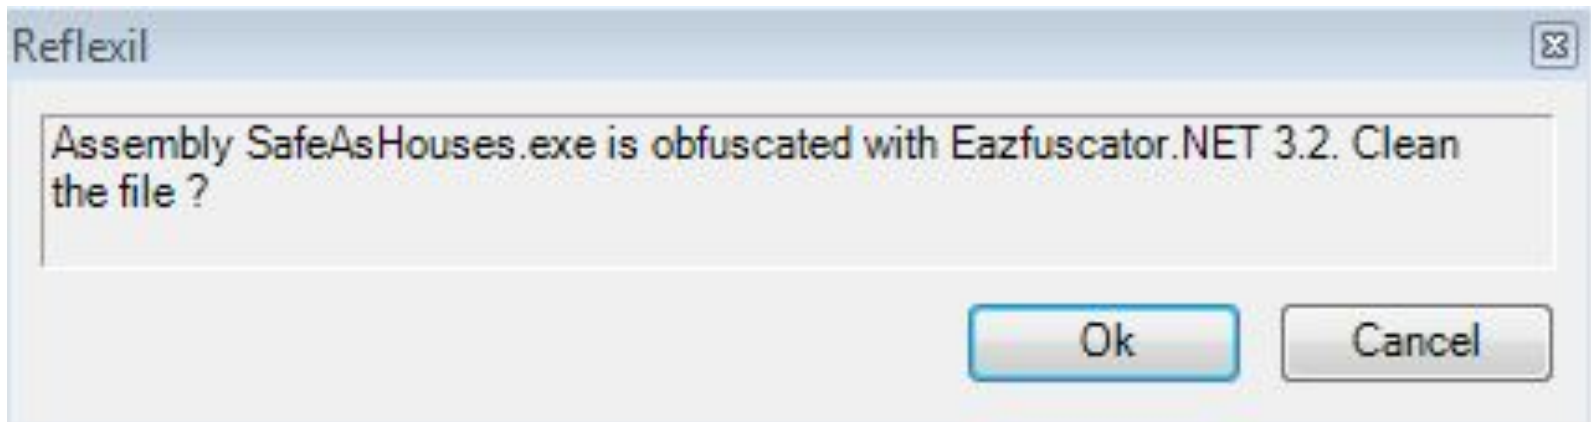 Reflexil
Assembly SafeAsHouses.exe is obfuscated with Eazfuscator.NET 3.2. Clean
the file ?
Ok
Cancel